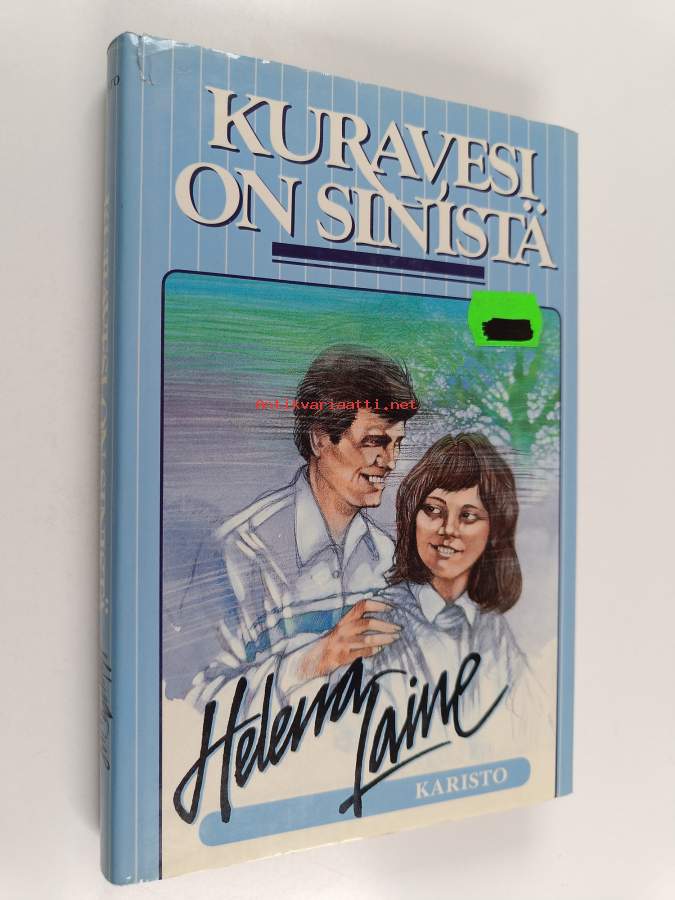 KURAVESI
ON SINISTÄ
Antikvariaatti.net
Helena Laine
KARISTO